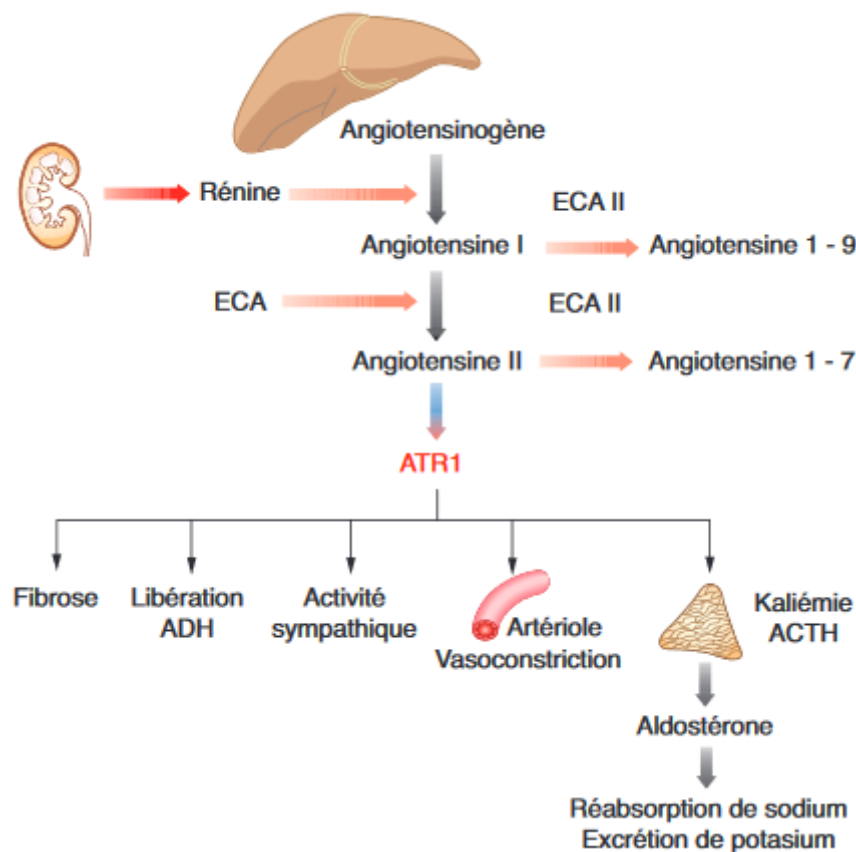 Angiotensinogène
Rénine
ECA II
Angiotensine I
Angiotensine 1 - 9
ECA
ECA II
Angiotensine II
Angiotensine 1 - 7
ATR1
Fibrose
Libération
ADH
Activité
sympathique
Artériole
Vasoconstriction
Kaliémie
ACTH
Aldostérone
Réabsorption de sodium
Excrétion de potasium